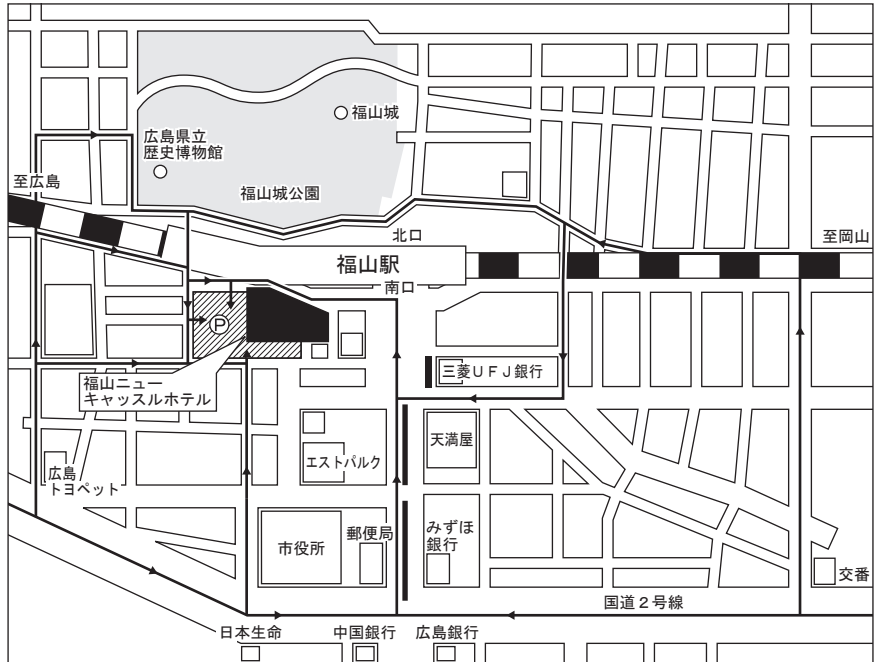 福山城
広島県立
歴史博物館
至広島
福山城公園
北口
至岡山
福山駅
南口
P
三菱UFJ銀行
福山ニュー
キャッスルホテル
天満屋
エストパルク
広島
トヨペット
みずほ
銀行
郵便局
市役所
交番
国道2号線
日本生命
中国銀行
広島銀行